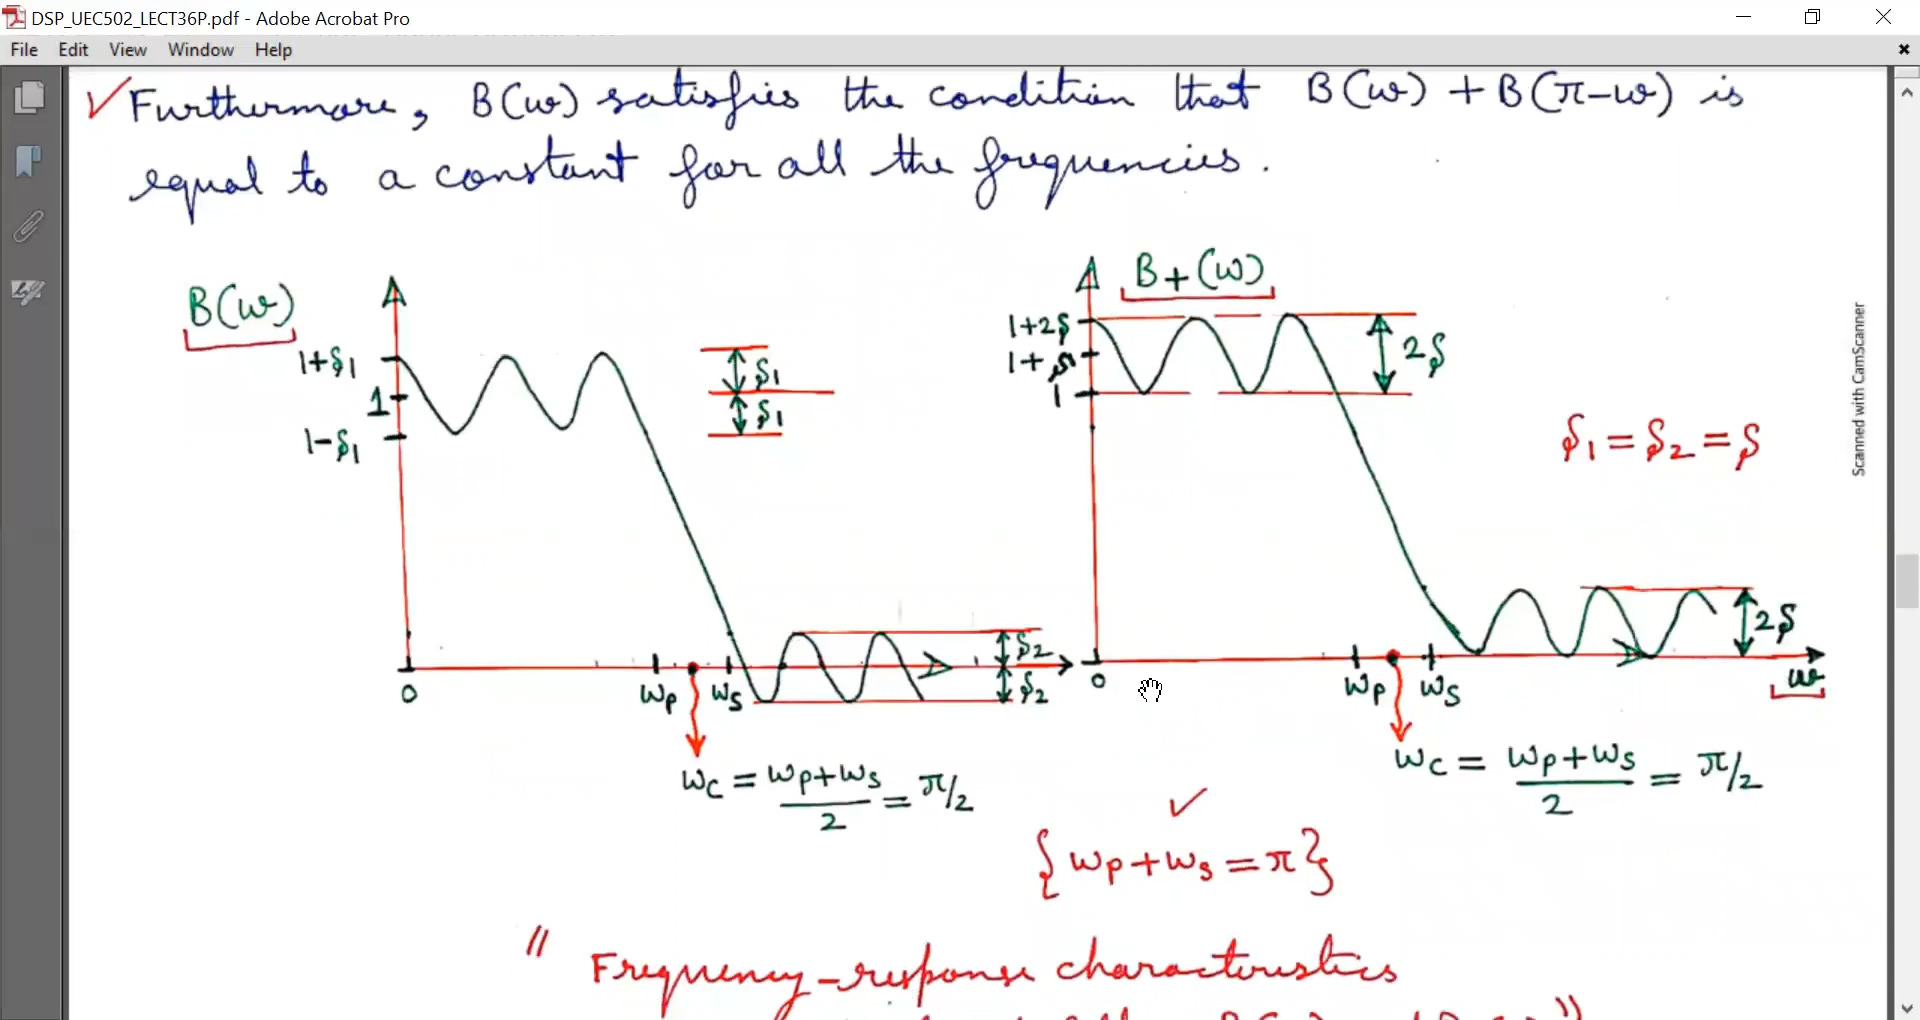 DSP_UEC502_LECT36P.pdf - Adobe Acrobat Pro
File Edit View Window Help
✓ Furthermore, B(ω) satisfies the condition that B(ω) + B(π-ω) is
equal to a constant for all the frequencies.
B(ω)
1+δ₁
1
1-δ₁
δ₁
δ₁
δ₂
δ₂
0
ωp
ωs
ωc = (ωp+ωs)/2 = π/2
B+(ω)
1+2δ
1+δ
1
2δ
δ₁ = δ₂ = δ
2δ
0
ωp
ωs
ω
ωc = (ωp+ωs)/2 = π/2
✓
{ωp+ωs = π}
" Frequency-response characteristics
Scanned with CamScanner